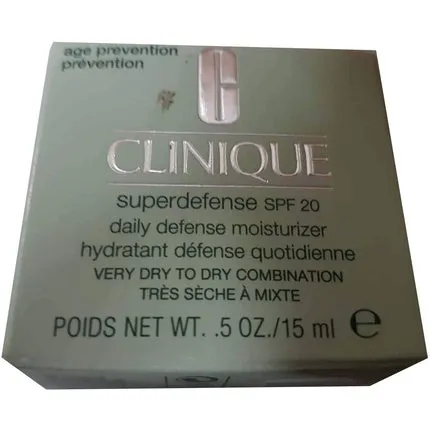 age prevention
prévention
CLINIQUE
superdefense SPF 20
daily defense moisturizer
hydratant défense quotidienne
VERY DRY TO DRY COMBINATION
TRÈS SÈCHE À MIXTE
POIDS NET WT. .5 OZ./15 ml e